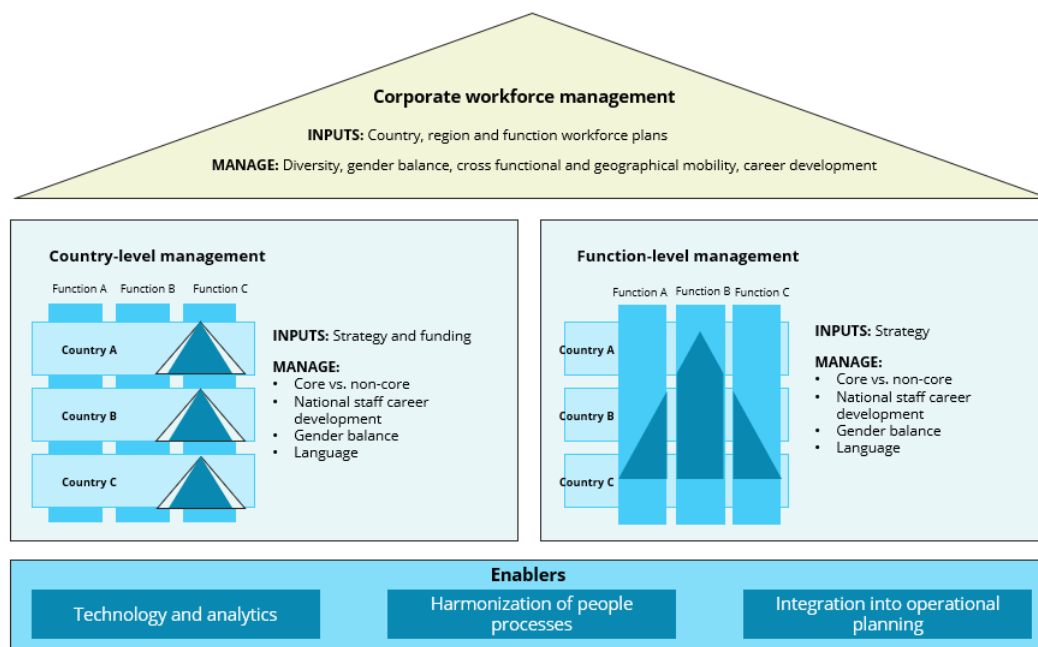 Corporate workforce management
INPUTS: Country, region and function workforce plans
MANAGE: Diversity, gender balance, cross functional and geographical mobility, career development
Country-level management
Function A Function B Function C
Country A
Country B
Country C
INPUTS: Strategy and funding
MANAGE:
• Core vs. non-core
• National staff career
development
• Gender balance
• Language
Function-level management
Function A Function B Function C
Country A
Country B
Country C
INPUTS: Strategy
MANAGE:
• Core vs. non-core
• National staff career
development
• Gender balance
• Language
Enablers
Technology and analytics
Harmonization of people
processes
Integration into operational
planning